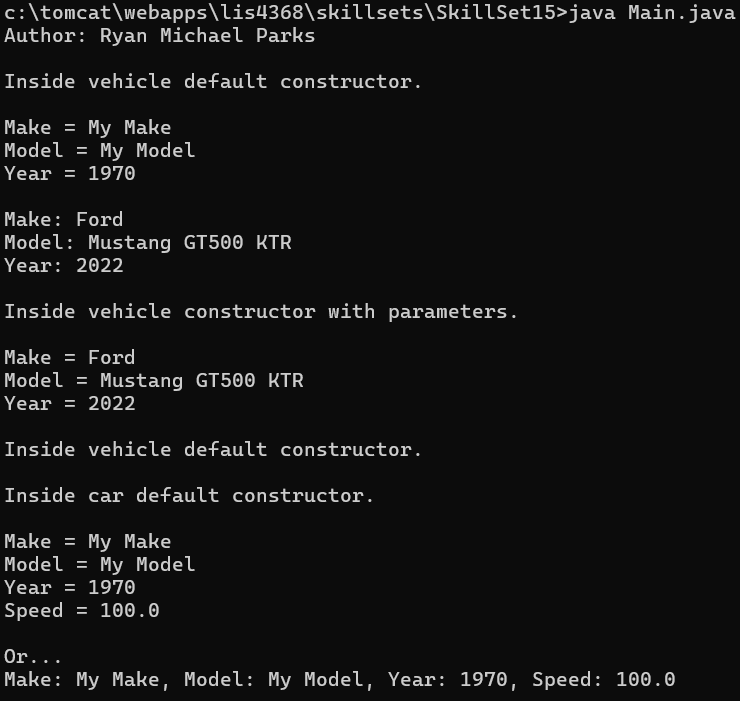 c:\tomcat\webapps\lis4368\skillsets\SkillSet15>java Main.java
Author: Ryan Michael Parks
Inside vehicle default constructor.
Make = My Make
Model = My Model
Year = 1970
Make: Ford
Model: Mustang GT500 KTR
Year: 2022
Inside vehicle constructor with parameters.
Make = Ford
Model = Mustang GT500 KTR
Year = 2022
Inside vehicle default constructor.
Inside car default constructor.
Make = My Make
Model = My Model
Year = 1970
Speed = 100.0
Or...
Make: My Make, Model: My Model, Year: 1970, Speed: 100.0